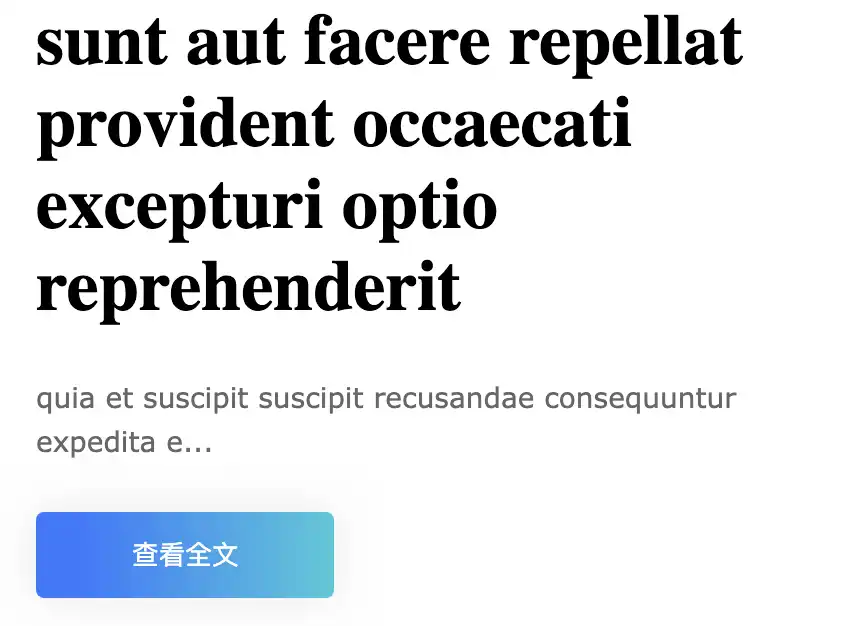 sunt aut facere repellat
provident occaecati
excepturi optio
reprehenderit
quia et suscipit suscipit recusandae consequuntur
expedita e...
查看全文